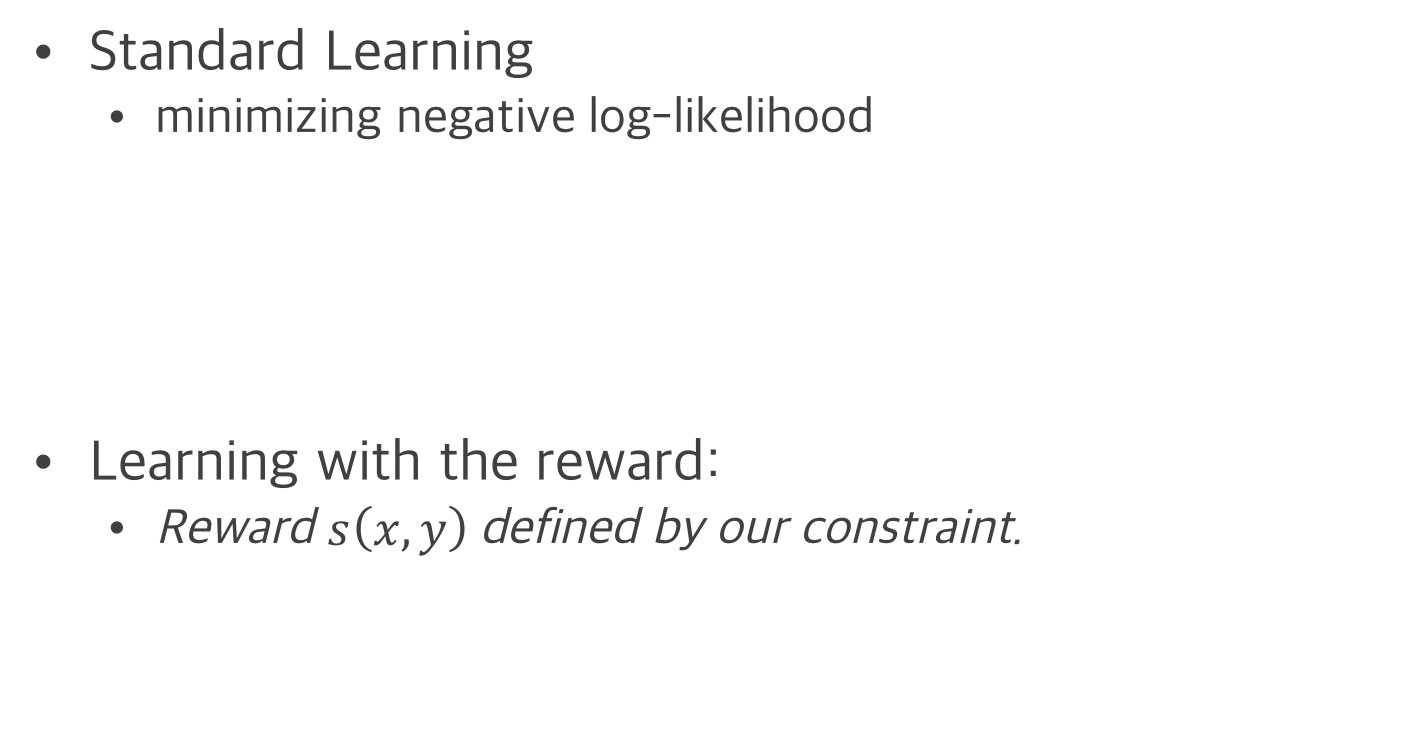 • Standard Learning
• minimizing negative log-likelihood
• Learning with the reward:
• Reward s(x, y) defined by our constraint.